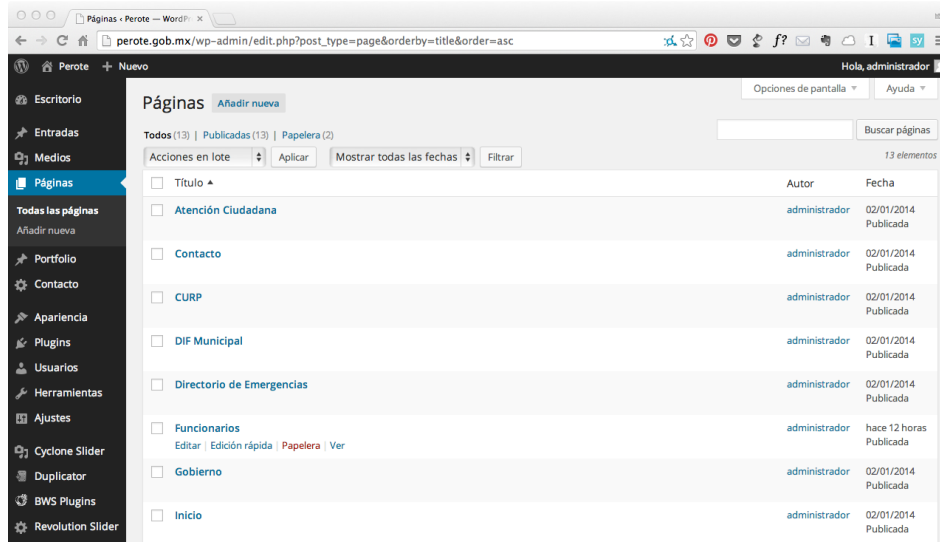 Páginas ‹ Perote — WordPr
perote.gob.mx/wp-admin/edit.php?post_type=page&orderby=title&order=asc
Perote + Nuevo Hola, administrador
Opciones de pantalla Ayuda
Páginas Añadir nueva
Todos (13) | Publicadas (13) | Papelera (2) Buscar páginas
Acciones en lote Aplicar Mostrar todas las fechas Filtrar 13 elementos
Escritorio
Entradas
Medios
Páginas
Todas las páginas
Añadir nueva
Portfolio
Contacto
Apariencia
Plugins
Usuarios
Herramientas
Ajustes
Cyclone Slider
Duplicator
BWS Plugins
Revolution Slider
Título Autor Fecha
Atención Ciudadana administrador 02/01/2014
Publicada
Contacto administrador 02/01/2014
Publicada
CURP administrador 02/01/2014
Publicada
DIF Municipal administrador 02/01/2014
Publicada
Directorio de Emergencias administrador 02/01/2014
Publicada
Funcionarios administrador hace 12 horas
Editar | Edición rápida | Papelera | Ver Publicada
Gobierno administrador 02/01/2014
Publicada
Inicio administrador 02/01/2014
Publicada